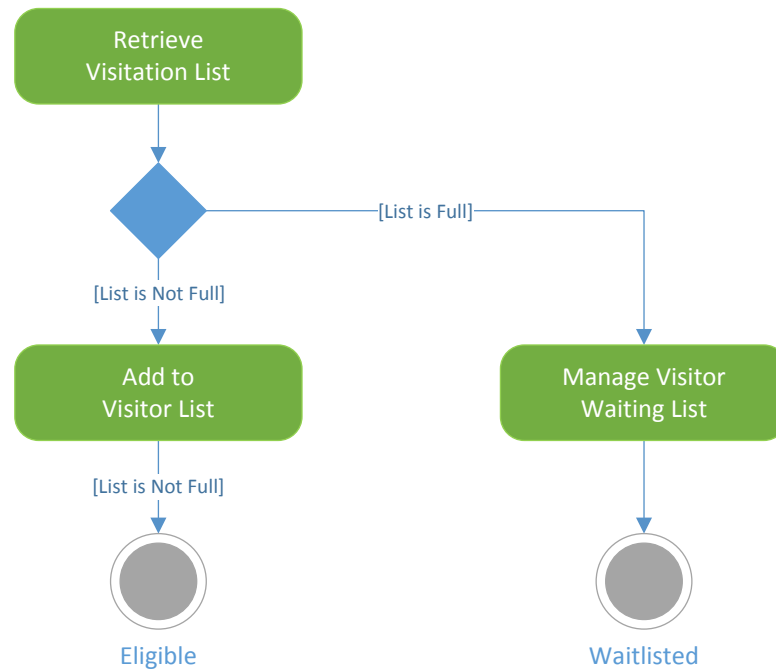 Retrieve
Visitation List
[List is Full]
[List is Not Full]
Add to
Visitor List
Manage Visitor
Waiting List
[List is Not Full]
Eligible
Waitlisted